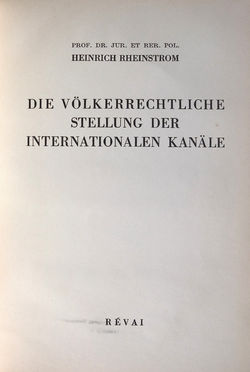 PROF. DR. JUR. ET RER. POL.
HEINRICH RHEINSTROM
DIE VÖLKERRECHTLICHE
STELLUNG DER
INTERNATIONALEN KANÄLE
RÉVAI